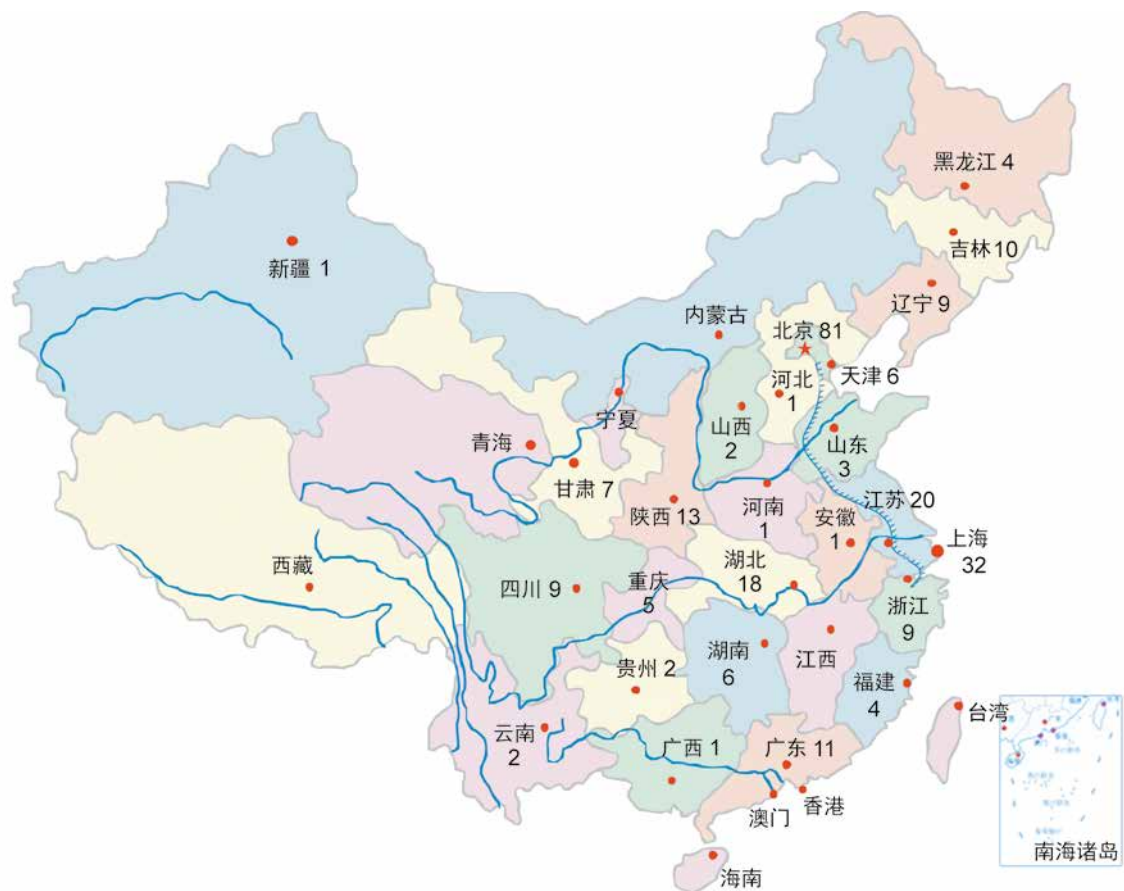 黑龙江 4
吉林 10
新疆 1
辽宁 9
内蒙古
北京 81
天津 6
河北
1
宁夏
山西
2
青海
山东
3
甘肃 7
陕西 13
河南
1
江苏 20
安徽
1
上海
32
西藏
四川 9
重庆
5
湖北
18
浙江
9
湖南
6
江西
贵州 2
福建
4
台湾
云南
2
广西 1
广东 11
香港
澳门
南海诸岛
海南